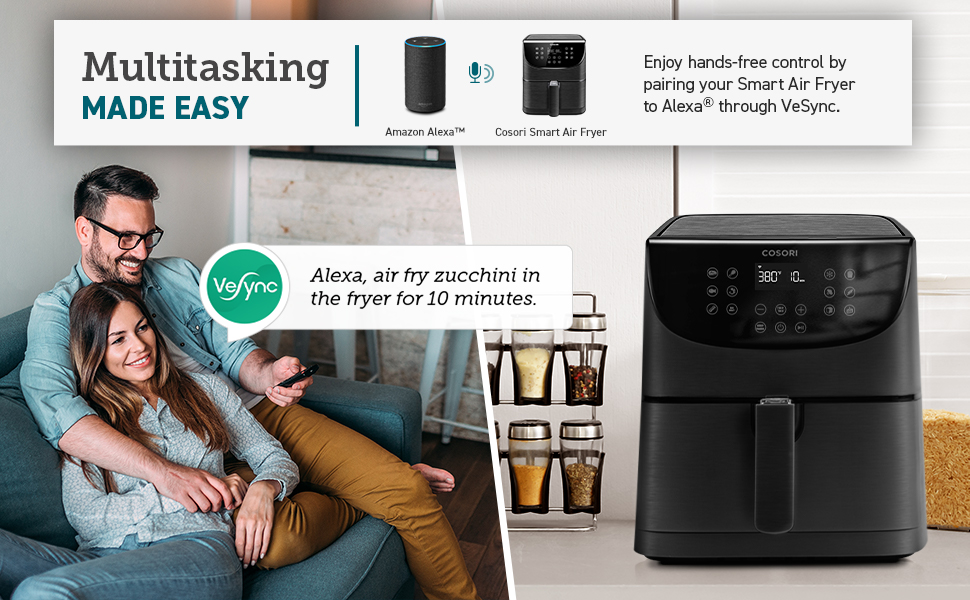 Multitasking
MADE EASY
Amazon Alexa™
Cosori Smart Air Fryer
Enjoy hands-free control by
pairing your Smart Air Fryer
to Alexa® through VeSync.
VeSync
Alexa, air fry zucchini in
the fryer for 10 minutes.
COSORI
380°F 10